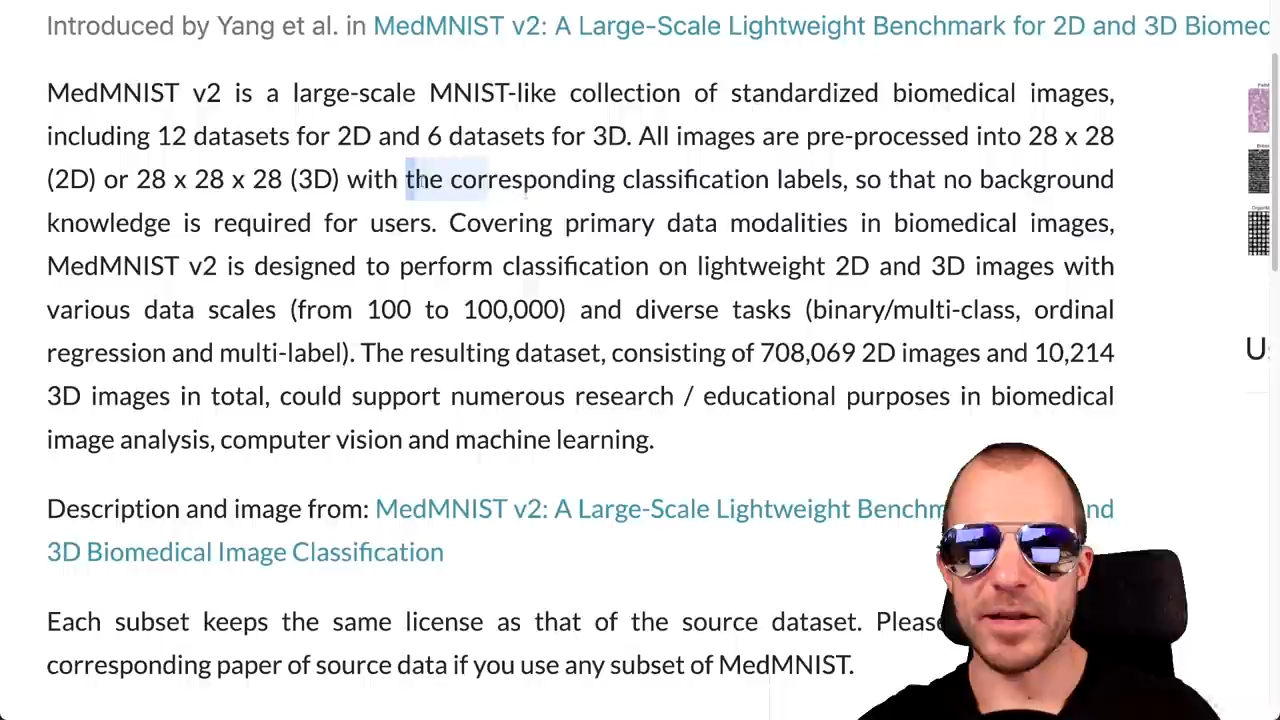 Introduced by Yang et al. in MedMNIST v2: A Large-Scale Lightweight Benchmark for 2D and 3D
MedMNIST v2 is a large-scale MNIST-like collection of standardized biomedical images,
including 12 datasets for 2D and 6 datasets for 3D. All images are pre-processed into 28 x 28
(2D) or 28 x 28 x 28 (3D) with the corresponding classification labels, so that no background
knowledge is required for users. Covering primary data modalities in biomedical images,
MedMNIST v2 is designed to perform classification on lightweight 2D and 3D images with
various data scales (from 100 to 100,000) and diverse tasks (binary/multi-class, ordinal
regression and multi-label). The resulting dataset, consisting of 708,069 2D images and 10,214
3D images in total, could support numerous research / educational purposes in biomedical
image analysis, computer vision and machine learning.
Description and image from: MedMNIST v2: A Large-Scale Lightweight
3D Biomedical Image Classification
Each subset keeps the same license as that of the source dataset.
corresponding paper of source data if you use any subset of MedMNIST.